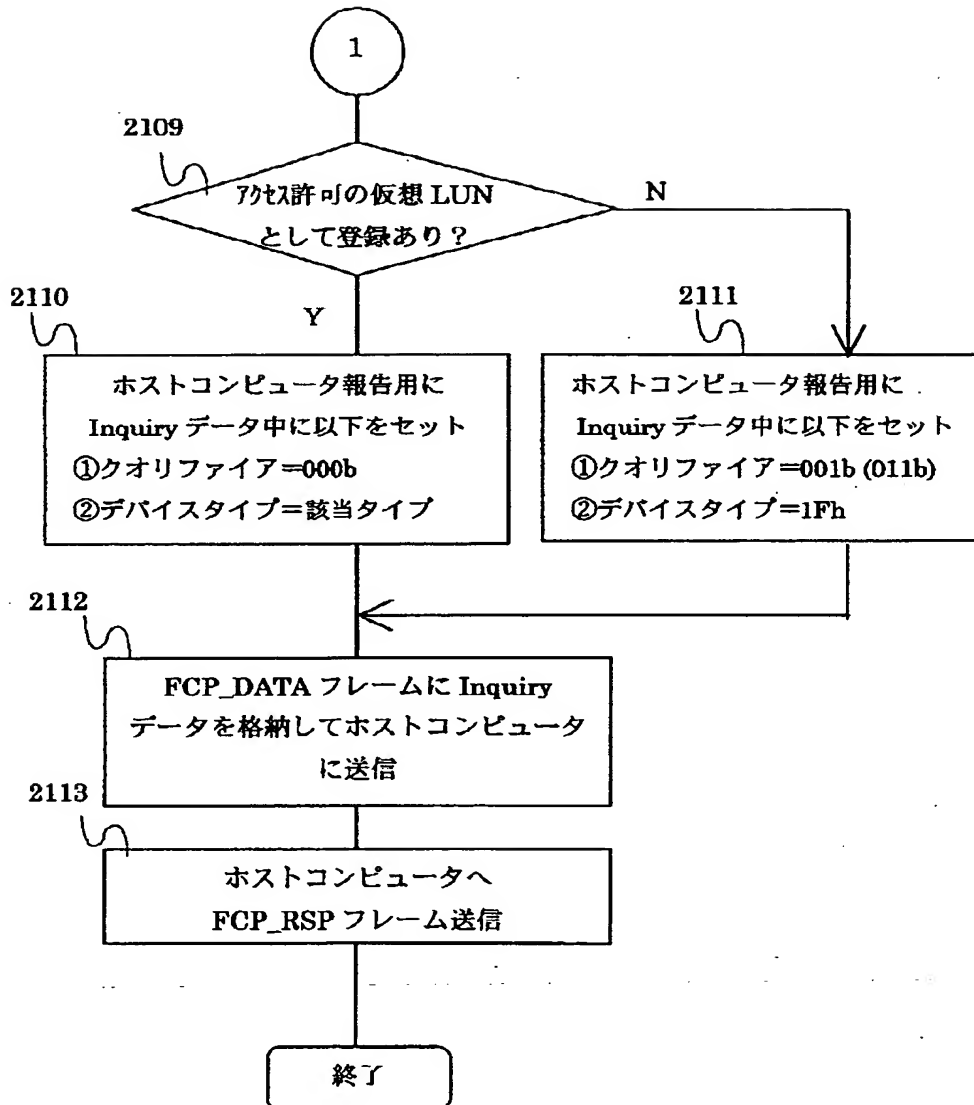 1
2109
アクセス許可の仮想 LUN
として登録あり？
N
2110
Y
2111
ホストコンピュータ報告用に
Inquiry データ中に以下をセット
①クオリファイア＝000b
②デバイスタイプ＝該当タイプ
ホストコンピュータ報告用に
Inquiry データ中に以下をセット
①クオリファイア＝001b (011b)
②デバイスタイプ＝1Fh
2112
FCP_DATA フレームに Inquiry
データを格納してホストコンピュータ
に送信
2113
ホストコンピュータへ
FCP_RSP フレーム送信
終了